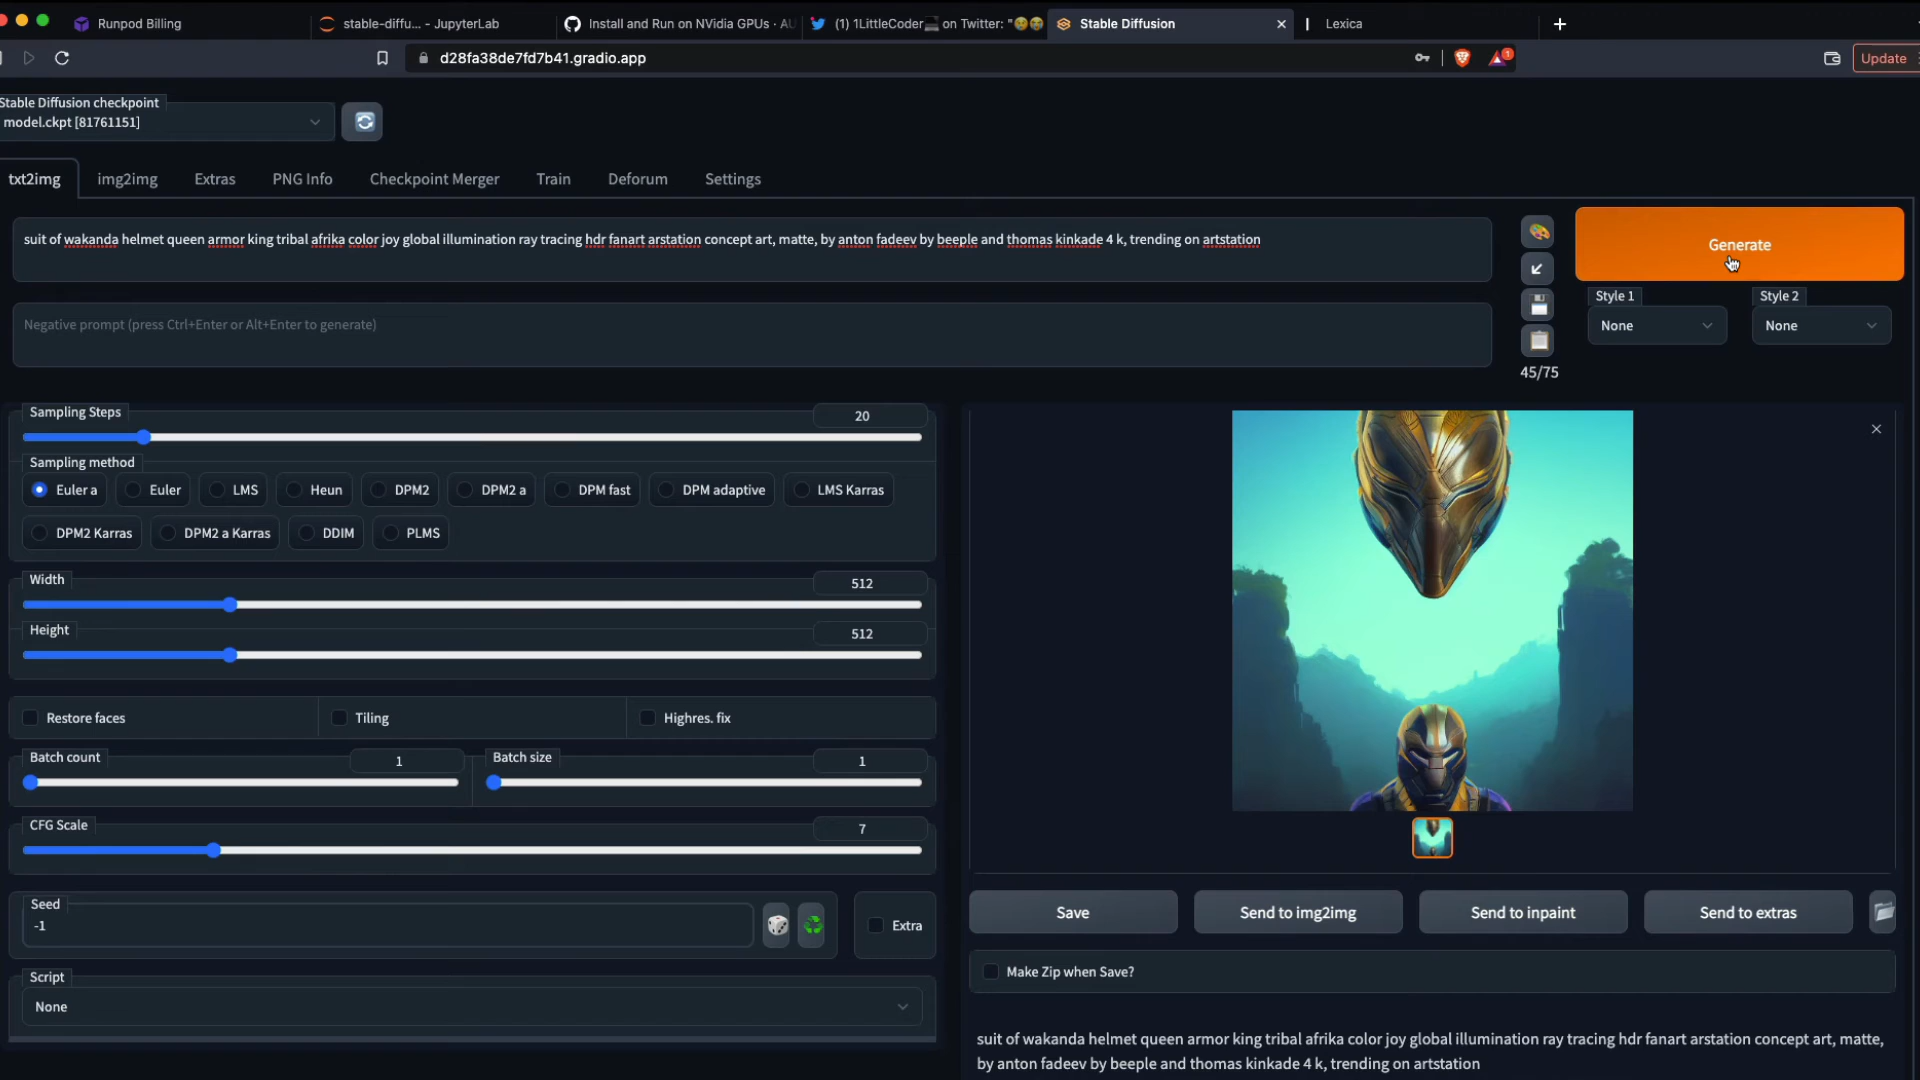 Runpod Billing
stable-diffu... - JupyterLab
Install and Run on NVidia GPUs · AU
(1) 1LittleCoder💻 on Twitter: "😢😭
Stable Diffusion
Lexica
d28fa38de7fd7b41.gradio.app
1
Update
Stable Diffusion checkpoint
model.ckpt [81761151]
txt2img
img2img
Extras
PNG Info
Checkpoint Merger
Train
Deforum
Settings
suit of wakanda helmet queen armor king tribal afrika color joy global illumination ray tracing hdr fanart arstation concept art, matte, by anton fadeev by beeple and thomas kinkade 4 k, trending on artstation
Negative prompt (press Ctrl+Enter or Alt+Enter to generate)
45/75
Generate
Style 1
None
Style 2
None
Sampling Steps
20
Sampling method
Euler a
Euler
LMS
Heun
DPM2
DPM2 a
DPM fast
DPM adaptive
LMS Karras
DPM2 Karras
DPM2 a Karras
DDIM
PLMS
Width
512
Height
512
Restore faces
Tiling
Highres. fix
Batch count
1
Batch size
1
CFG Scale
7
Seed
-1
Extra
Script
None
Save
Send to img2img
Send to inpaint
Send to extras
Make Zip when Save?
suit of wakanda helmet queen armor king tribal afrika color joy global illumination ray tracing hdr fanart arstation concept art, matte,
by anton fadeev by beeple and thomas kinkade 4 k, trending on artstation